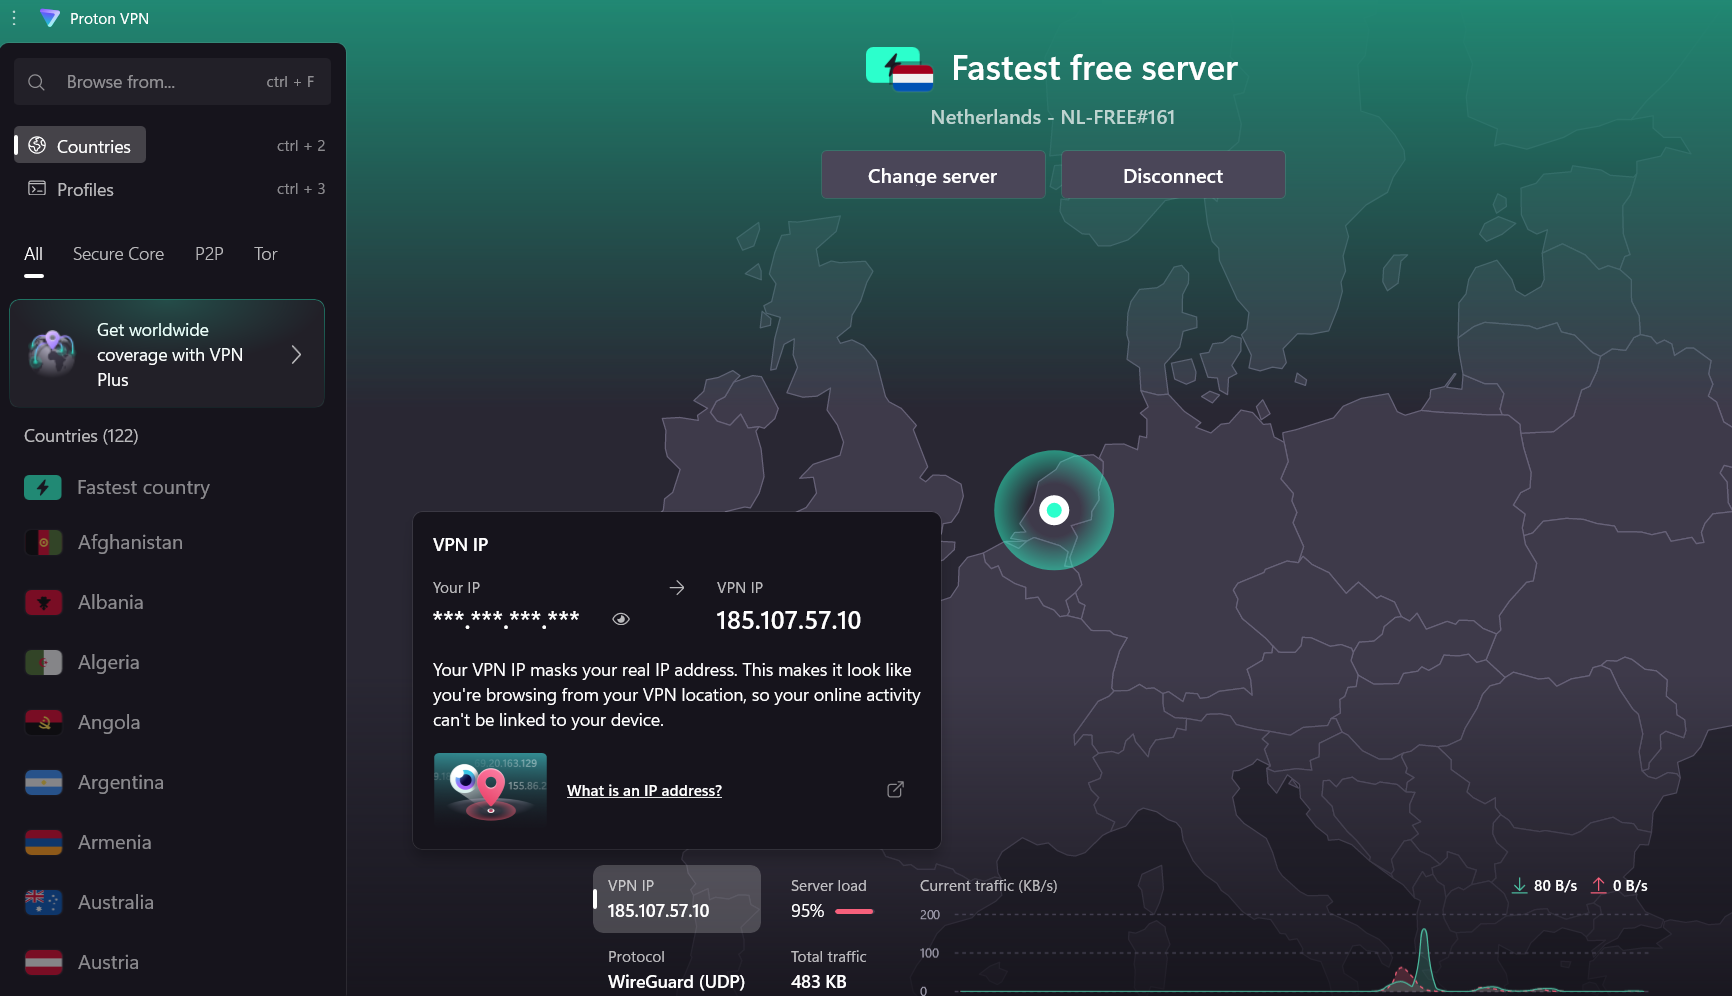 Proton VPN
Browse from...
ctrl + F
Countries
ctrl + 2
Profiles
ctrl + 3
All
Secure Core
P2P
Tor
Get worldwide
coverage with VPN
Plus
Countries (122)
Fastest country
Afghanistan
Albania
Algeria
Angola
Argentina
Armenia
Australia
Austria
Fastest free server
Netherlands - NL-FREE#161
Change server
Disconnect
VPN IP
Your IP
VPN IP
***.***.***.***
185.107.57.10
Your VPN IP masks your real IP address. This makes it look like
you're browsing from your VPN location, so your online activity
can't be linked to your device.
155.86.2
What is an IP address?
VPN IP
185.107.57.10
Server load
95%
Protocol
WireGuard (UDP)
Total traffic
483 KB
Current traffic (KB/s)
80 B/s
0 B/s
200
100
0